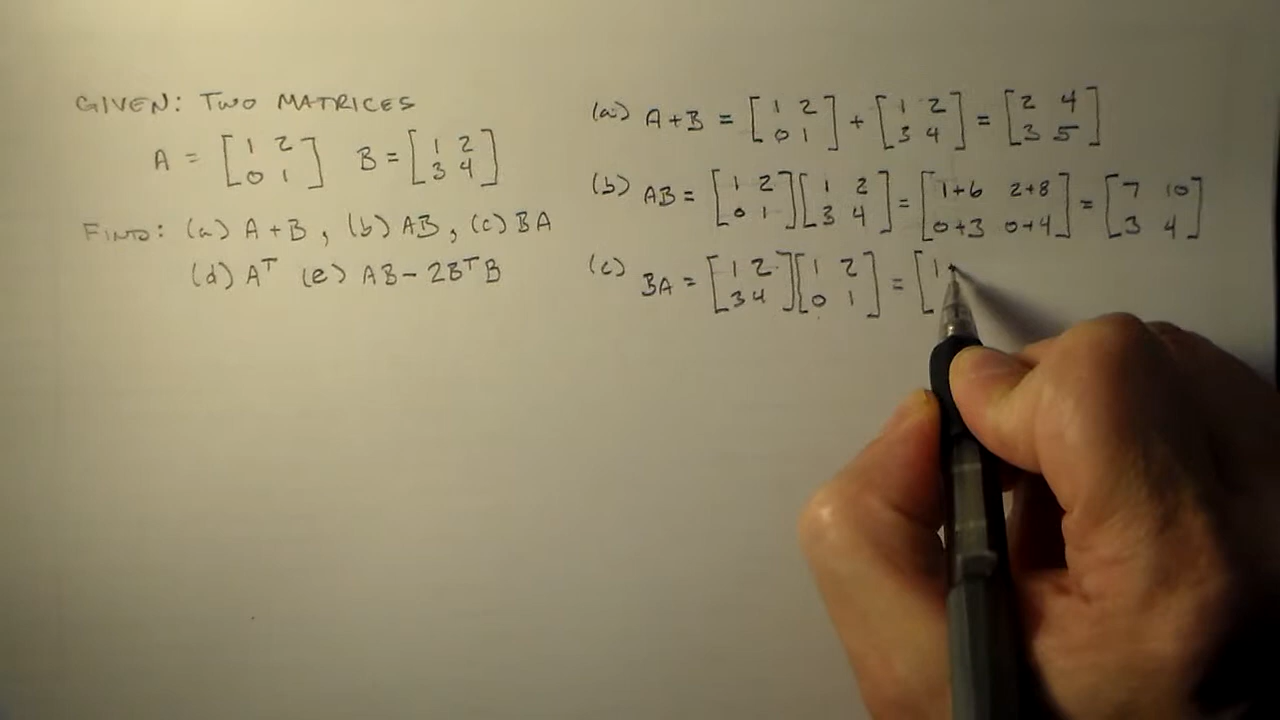 GIVEN: TWO MATRICES
A = [1 2
0 1] B = [1 2
3 4]
FIND: (a) A+B, (b) AB, (c) BA
(d) Aᵀ (e) AB - 2BᵀB
(a) A+B = [1 2
0 1] + [1 2
3 4] = [2 4
3 5]
(b) AB = [1 2
0 1][1 2
3 4] = [1+6 2+8
0+3 0+4] = [7 10
3 4]
(c) BA = [1 2
3 4][1 2
0 1] = [1